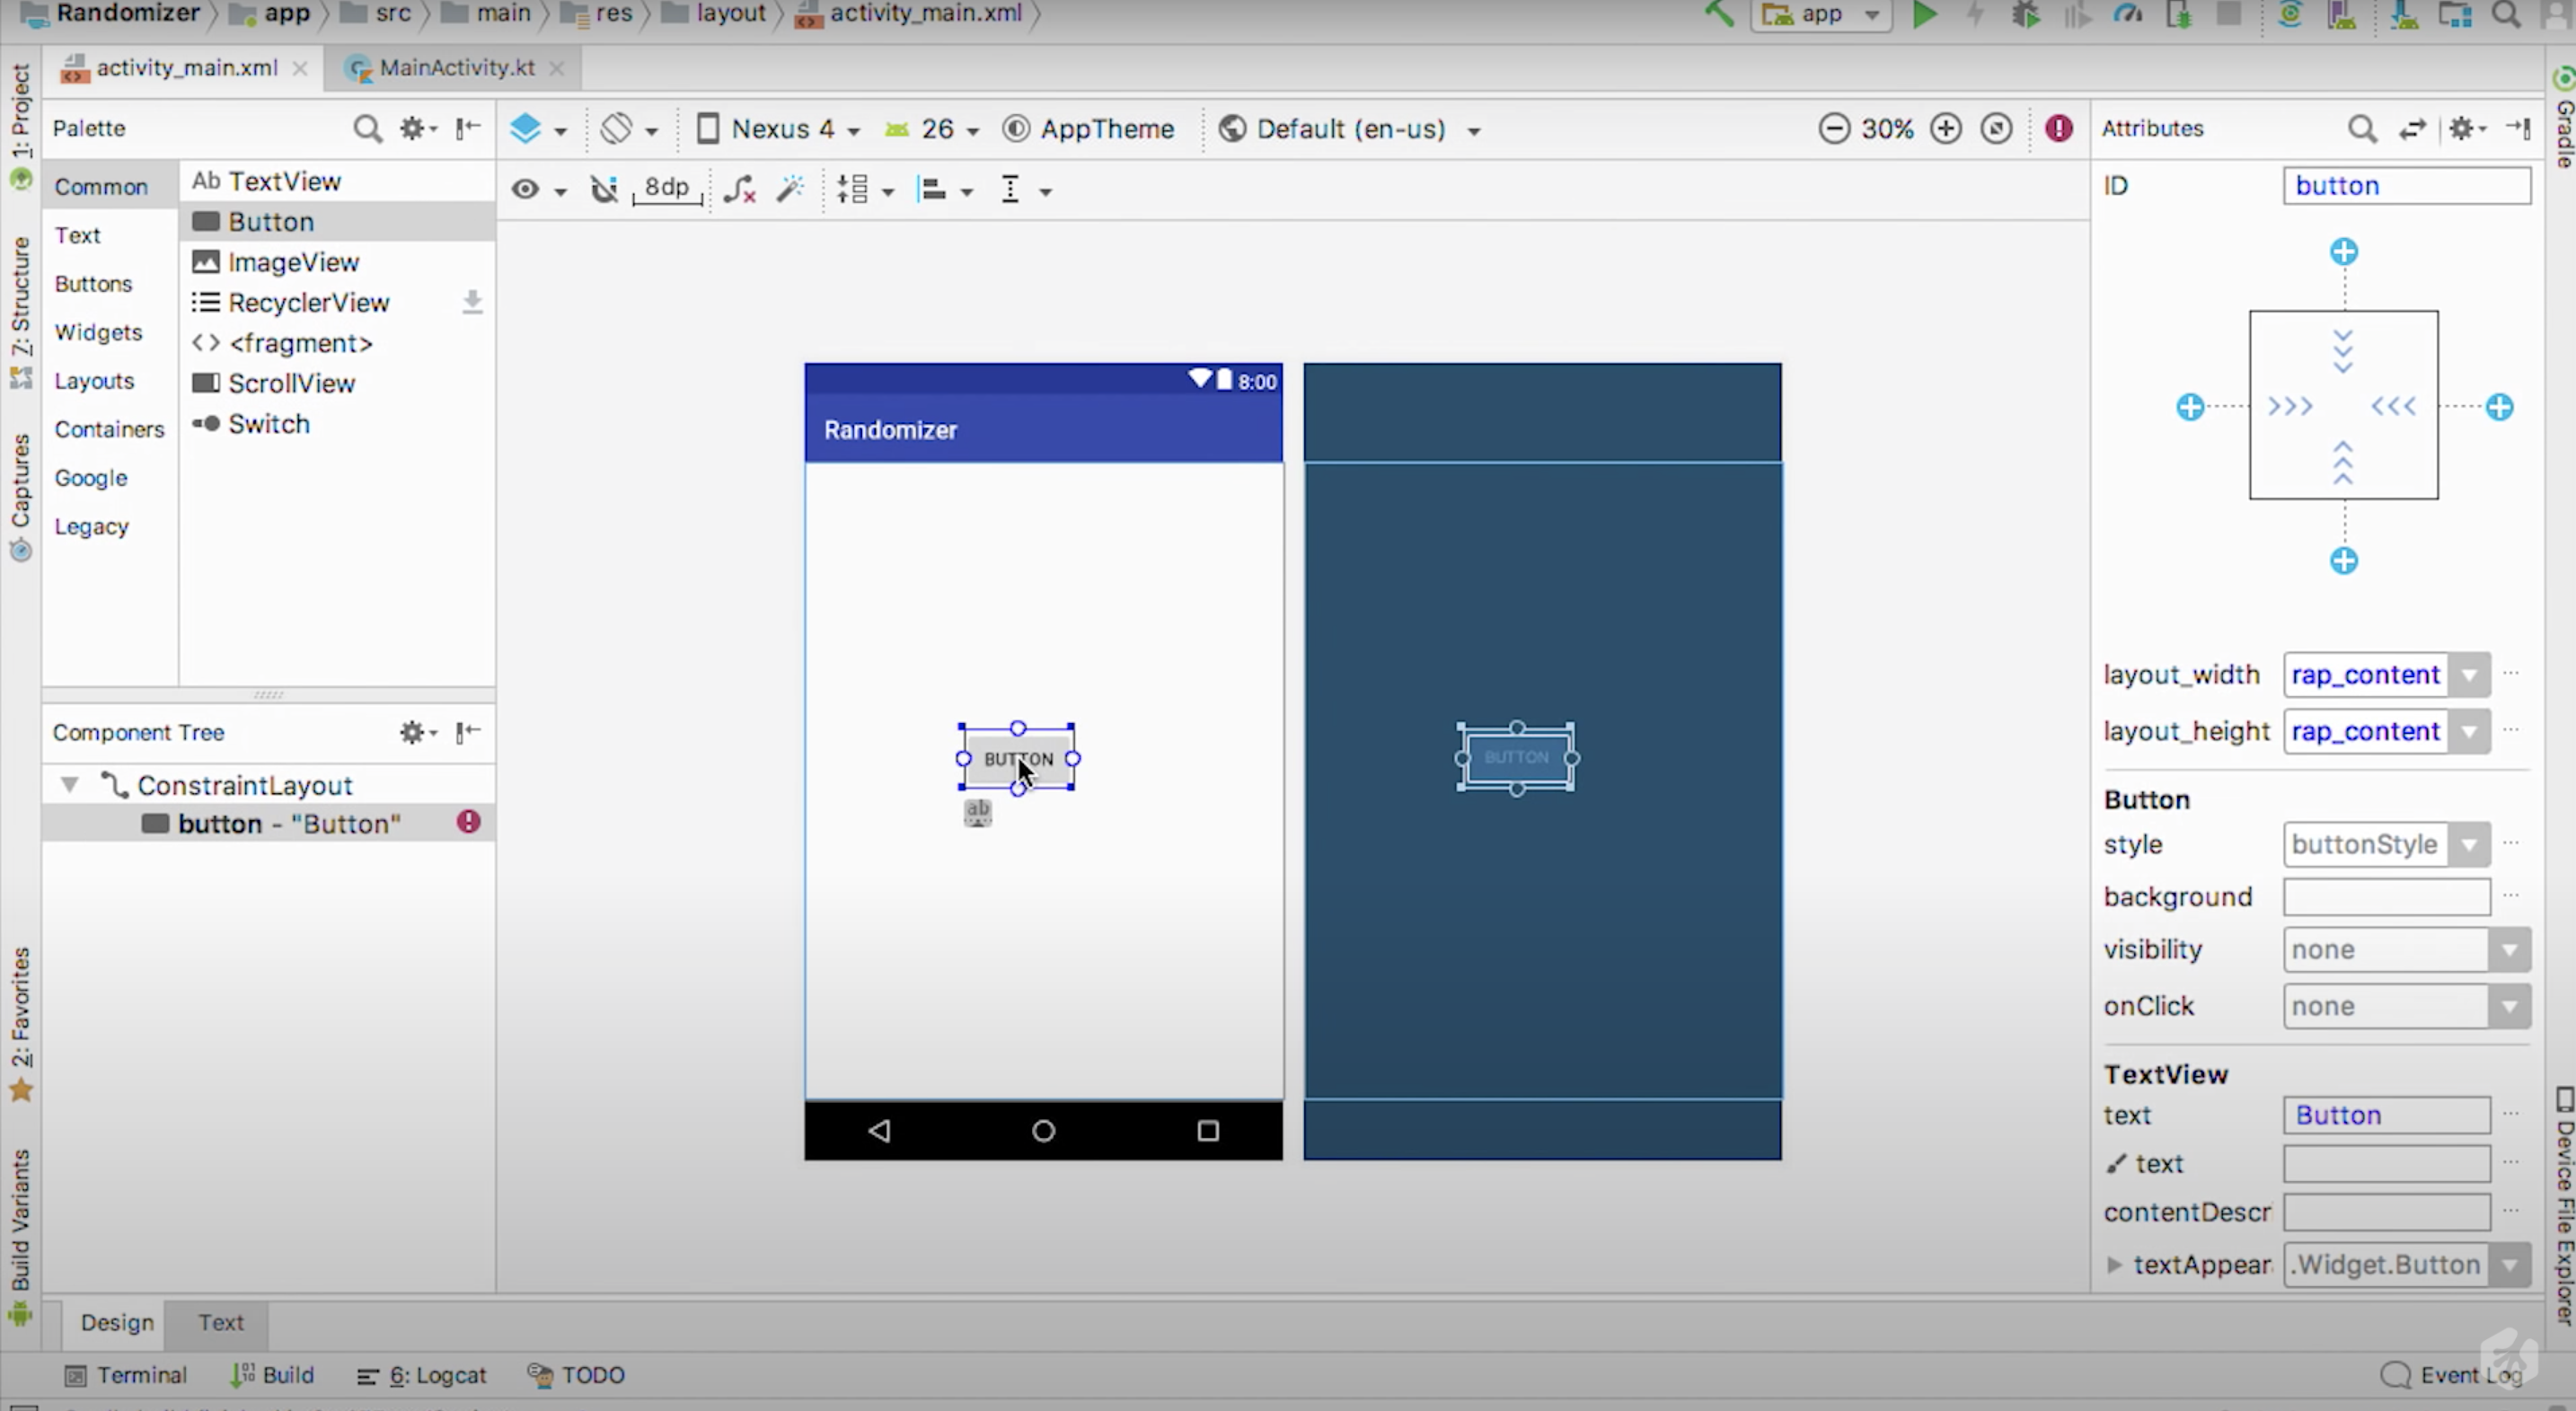 Randomizer app src main res layout activity_main.xml app
activity_main.xml MainActivity.kt
1: Project
Z: Structure
Captures
2: Favorites
Build Variants
Palette
Common
Text
Buttons
Widgets
Layouts
Containers
Google
Legacy
Ab TextView
Button
ImageView
RecyclerView
<fragment>
ScrollView
Switch
Component Tree
ConstraintLayout
button - "Button"
Nexus 4 26 AppTheme Default (en-us) 30%
8dp
8:00
Randomizer
BUTTON
ab
BUTTON
Attributes
ID button
layout_width rap_content
layout_height rap_content
Button
style buttonStyle
background
visibility none
onClick none
TextView
text Button
text
contentDescr
textAppear .Widget.Button
Gradle
Device File Explorer
Design Text
Terminal Build 6: Logcat TODO Event Log